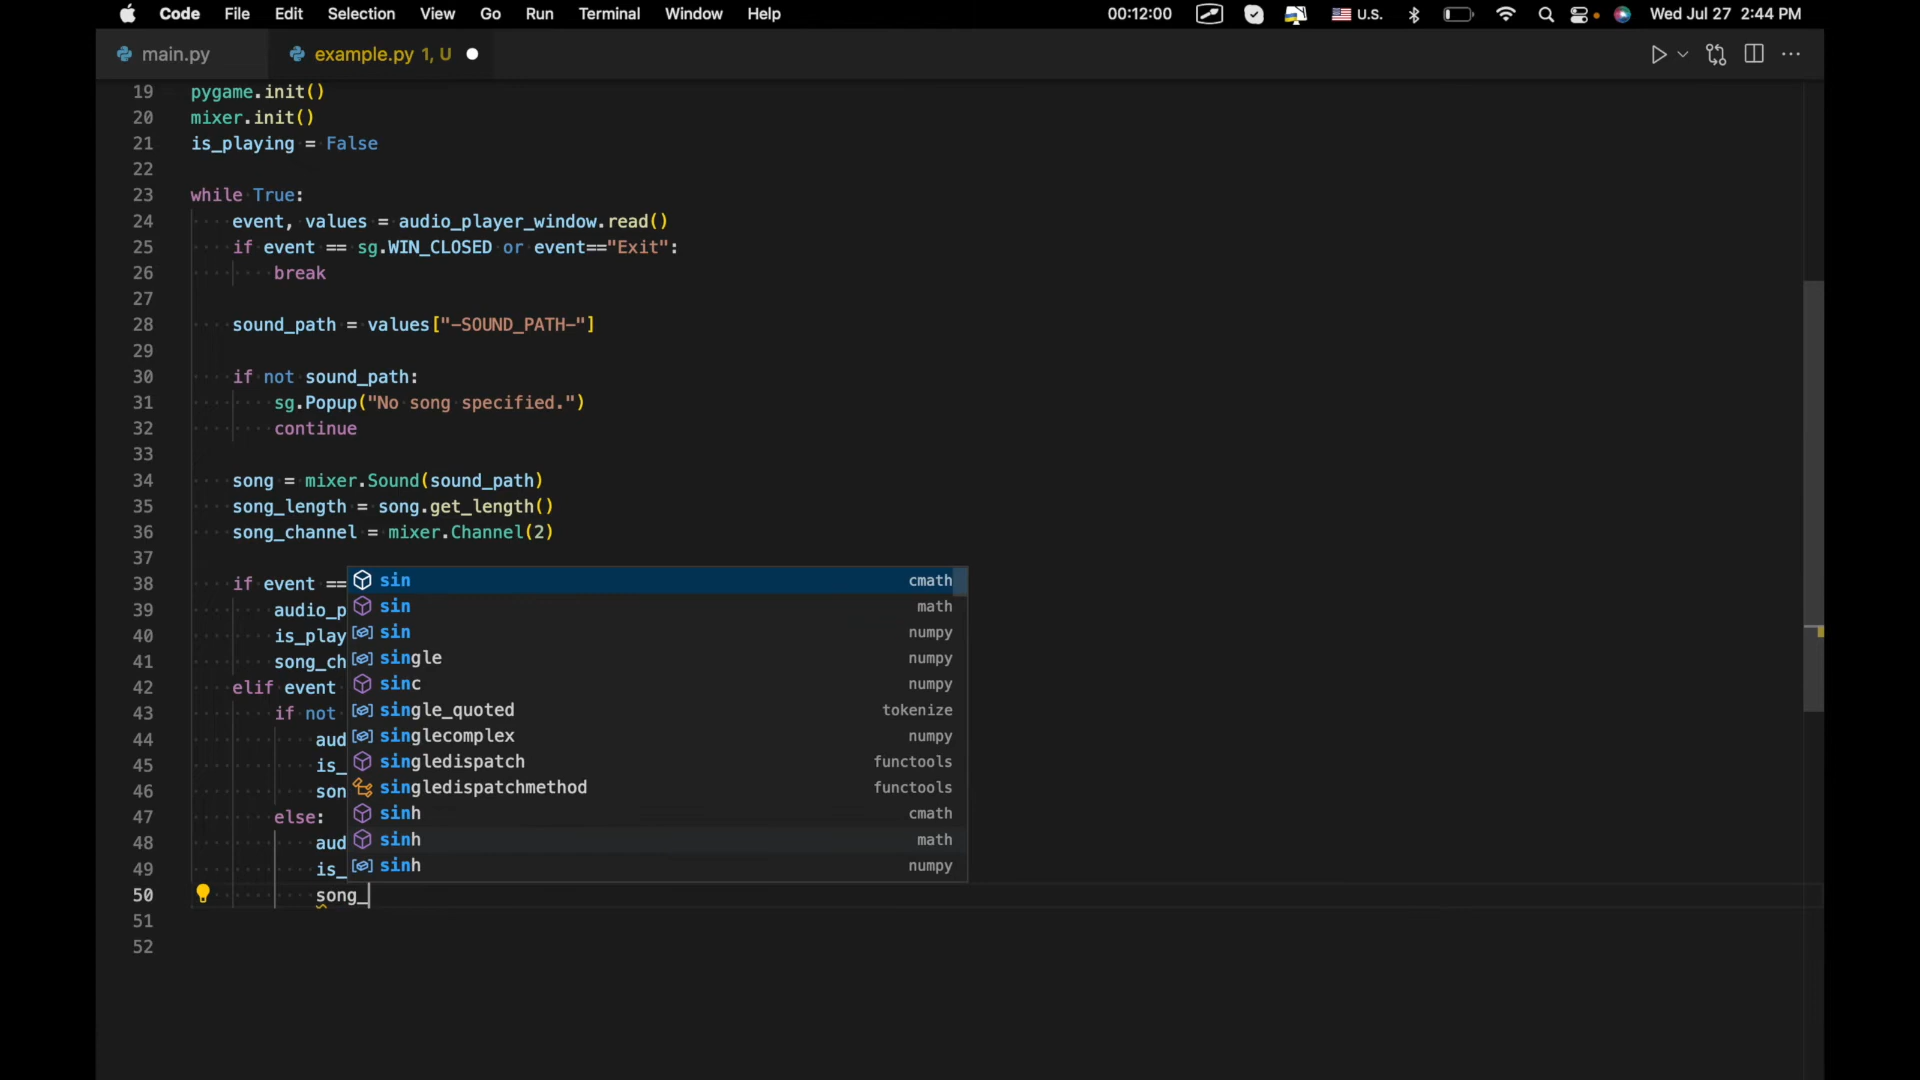 Code File Edit Selection View Go Run Terminal Window Help 00:12:00 U.S. Wed Jul 27 2:44 PM
main.py example.py 1, U
19 pygame.init()
20 mixer.init()
21 is_playing = False
22
23 while True:
24 event, values = audio_player_window.read()
25 if event == sg.WIN_CLOSED or event=="Exit":
26 break
27
28 sound_path = values["-SOUND_PATH-"]
29
30 if not sound_path:
31 sg.Popup("No song specified.")
32 continue
33
34 song = mixer.Sound(sound_path)
35 song_length = song.get_length()
36 song_channel = mixer.Channel(2)
37
38 if event ==
sin cmath
39 audio_p
sin math
40 is_play
sin numpy
41 song_ch
single numpy
42 elif event
sinc numpy
43 if not
single_quoted tokenize
44 aud
singlecomplex numpy
45 is_
singledispatch functools
46 son
singledispatchmethod functools
47 else:
sinh cmath
48 aud
sinh math
49 is_
sinh numpy
50 song_
51
52